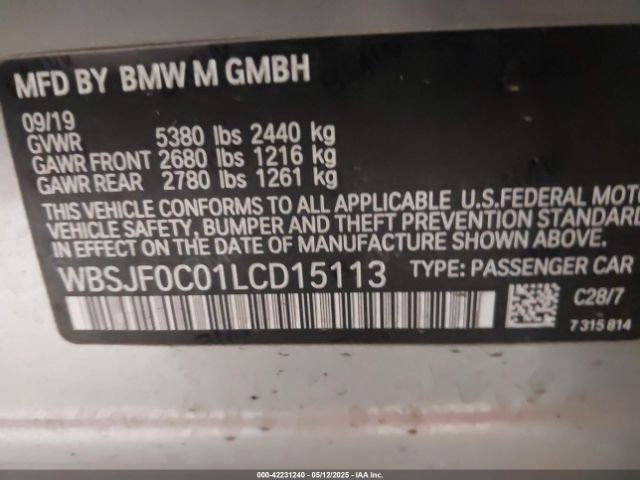 MFD BY BMW M GMBH
09/19
GVWR 5380 lbs 2440 kg
GAWR FRONT 2680 lbs 1216 kg
GAWR REAR 2780 lbs 1261 kg
THIS VEHICLE CONFORMS TO ALL APPLICABLE U.S.FEDERAL MOTO
VEHICLE SAFETY, BUMPER AND THEFT PREVENTION STANDARD
IN EFFECT ON THE DATE OF MANUFACTURE SHOWN ABOVE.
WBSJF0C01LCD15113 TYPE: PASSENGER CAR
C28/7
7315814
000-42231240 - 05/12/2025 - IAA Inc.